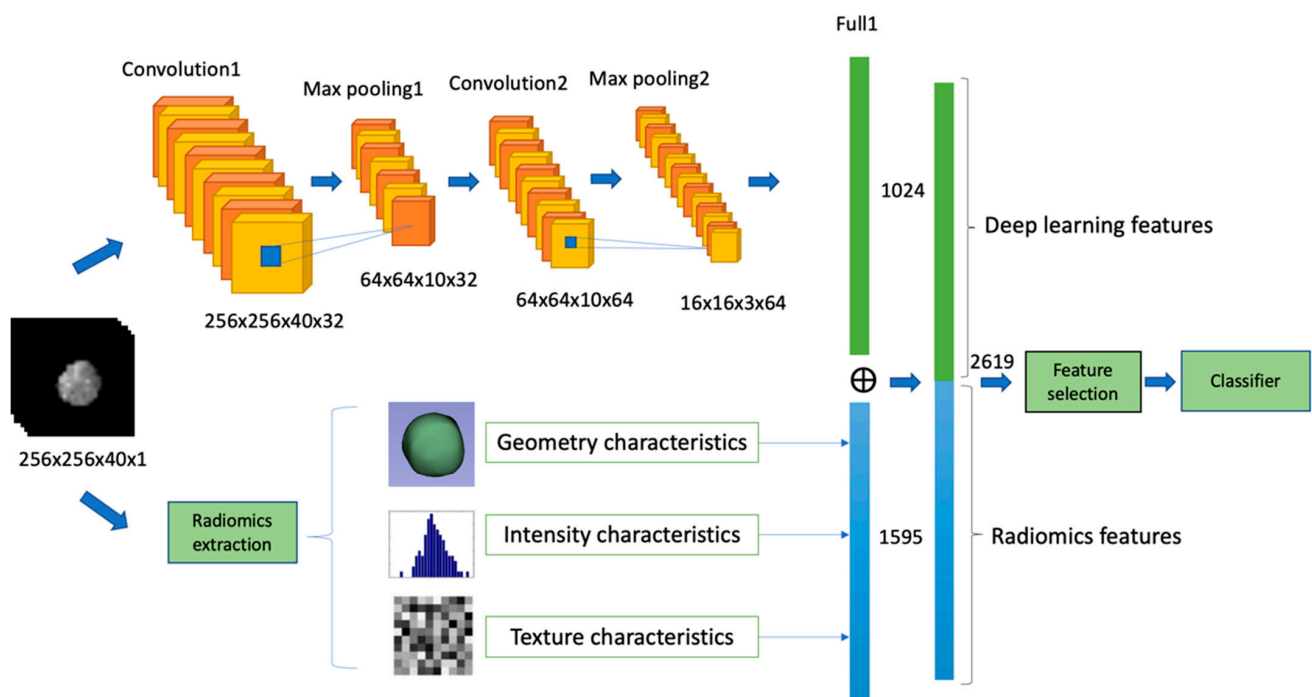 Full1
Convolution1
Max pooling1
Convolution2
Max pooling2
1024
Deep learning features
64x64x10x32
64x64x10x64
16x16x3x64
256x256x40x32
2619
Feature
selection
Classifier
256x256x40x1
Geometry characteristics
Radiomics
extraction
Intensity characteristics
1595
Radiomics features
Texture characteristics